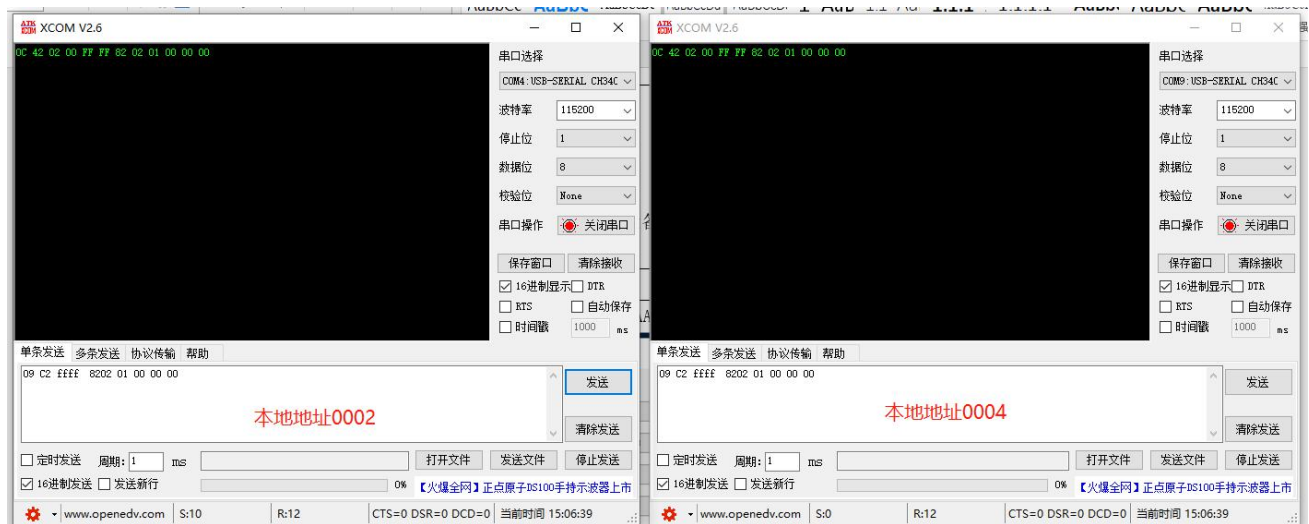 XCOM V2.6
0C 42 02 00 FF FF 82 02 01 00 00 00
串口选择
COM4:USB-SERIAL CH34C
波特率 115200
停止位 1
数据位 8
校验位 None
串口操作 关闭串口
保存窗口 清除接收
16进制显示 DTR
RTS 自动保存
时间戳 1000 ms
单条发送 多条发送 协议传输 帮助
09 C2 ffff 8202 01 00 00 00
发送
本地地址0002
清除发送
定时发送 周期: 1 ms 打开文件 发送文件 停止发送
16进制发送 发送新行 0% 【火爆全网】正点原子DS100手持示波器上市
www.openedv.com S:10 R:12 CTS=0 DSR=0 DCD=0 当前时间 15:06:39
XCOM V2.6
0C 42 02 00 FF FF 82 02 01 00 00 00
串口选择
COM9:USB-SERIAL CH34C
波特率 115200
停止位 1
数据位 8
校验位 None
串口操作 关闭串口
保存窗口 清除接收
16进制显示 DTR
RTS 自动保存
时间戳 1000 ms
单条发送 多条发送 协议传输 帮助
09 C2 ffff 8202 01 00 00 00
发送
本地地址0004
清除发送
定时发送 周期: 1 ms 打开文件 发送文件 停止发送
16进制发送 发送新行 0% 【火爆全网】正点原子DS100手持示波器上市
www.openedv.com S:0 R:12 CTS=0 DSR=0 DCD=0 当前时间 15:06:39